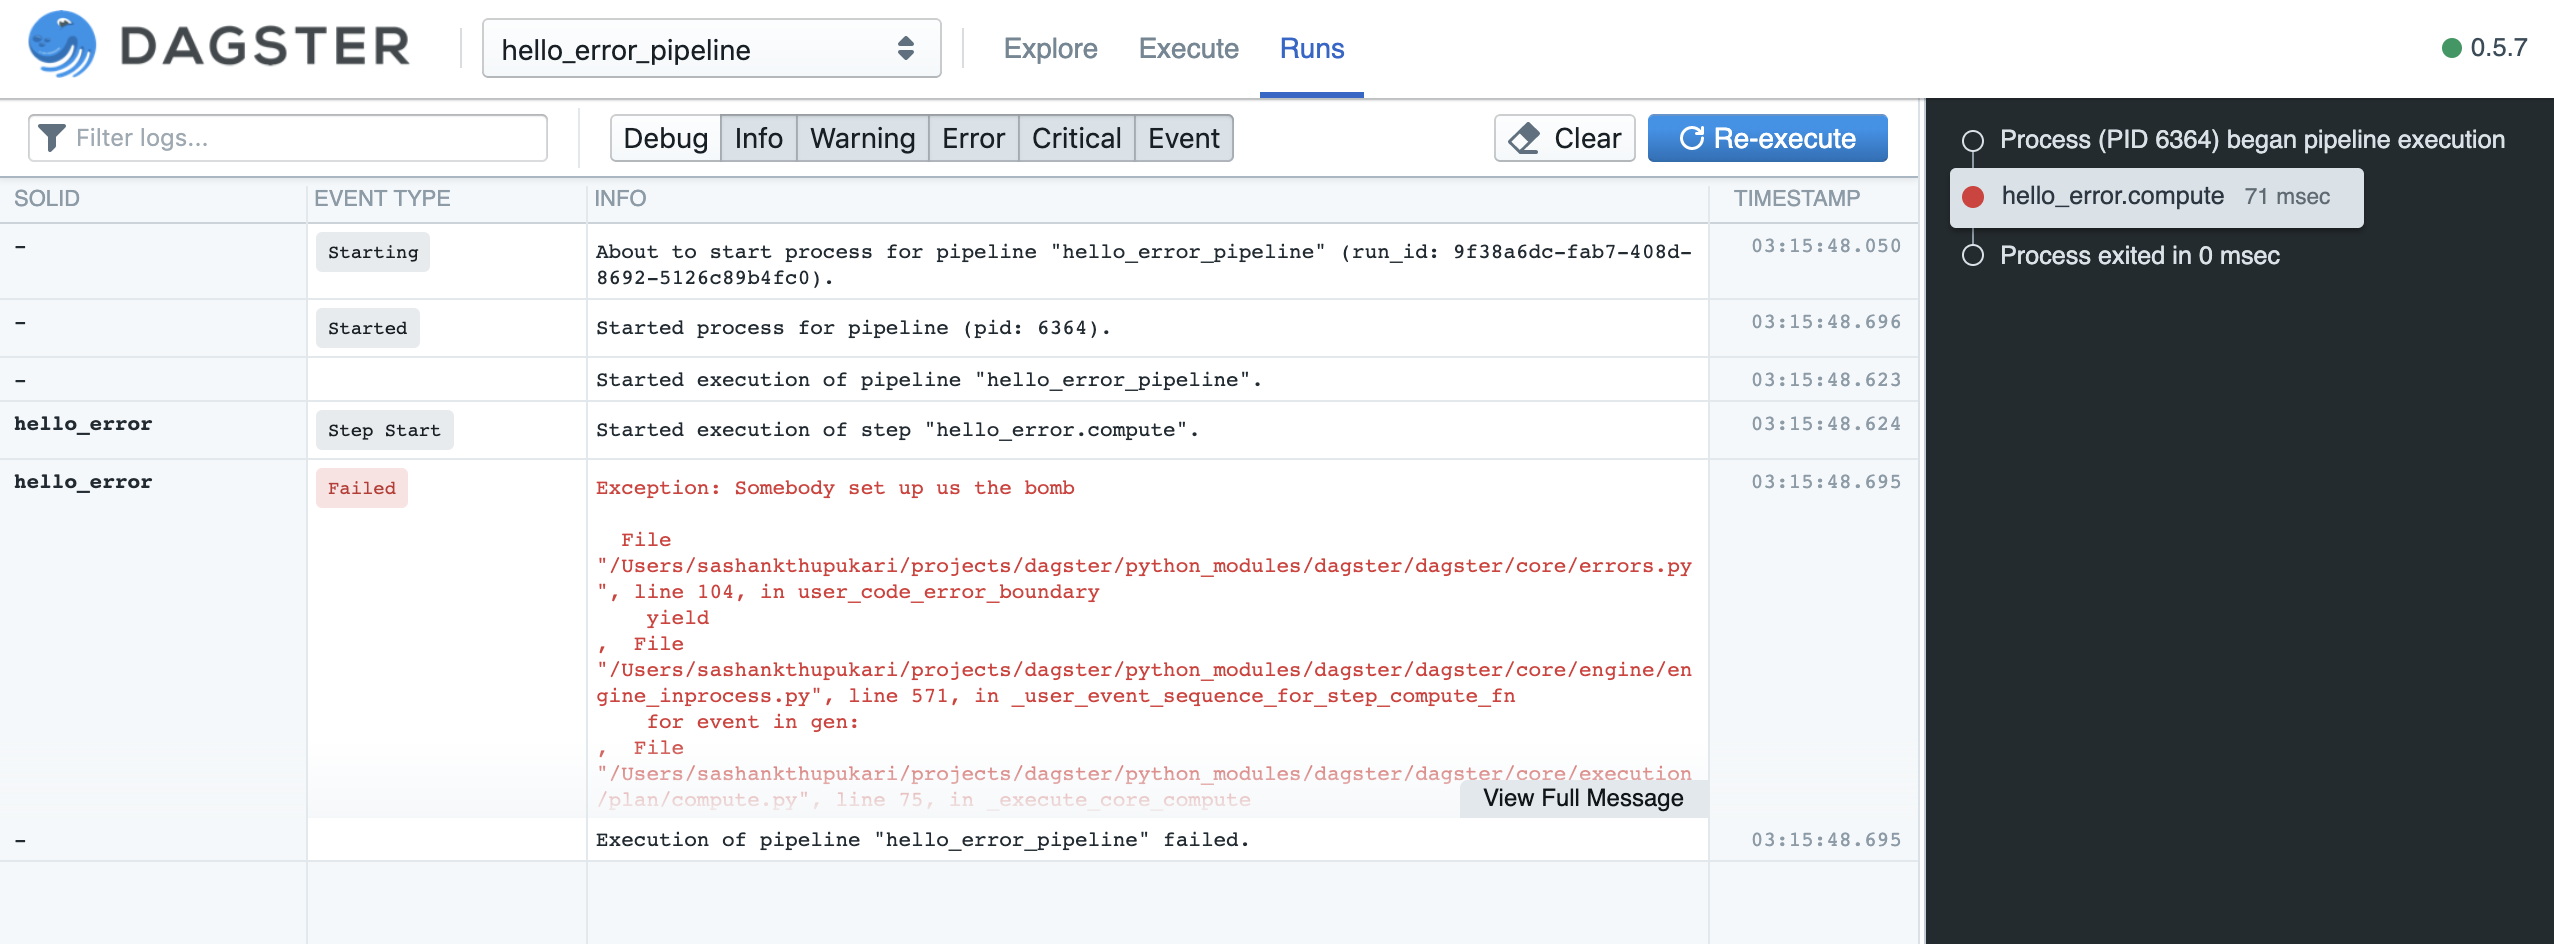 DAGSTER
hello_error_pipeline
Explore
Execute
Runs
0.5.7
Filter logs...
Debug
Info
Warning
Error
Critical
Event
Clear
Re-execute
SOLID
EVENT TYPE
INFO
TIMESTAMP
-
Starting
About to start process for pipeline "hello_error_pipeline" (run_id: 9f38a6dc-fab7-408d-
8692-5126c89b4fc0).
03:15:48.050
-
Started
Started process for pipeline (pid: 6364).
03:15:48.696
-
Started execution of pipeline "hello_error_pipeline".
03:15:48.623
hello_error
Step Start
Started execution of step "hello_error.compute".
03:15:48.624
hello_error
Failed
Exception: Somebody set up us the bomb
03:15:48.695
File
"/Users/sashankthupukari/projects/dagster/python_modules/dagster/dagster/core/errors.py
", line 104, in user_code_error_boundary
yield
,  File
"/Users/sashankthupukari/projects/dagster/python_modules/dagster/dagster/core/engine/en
gine_inprocess.py", line 571, in _user_event_sequence_for_step_compute_fn
for event in gen:
,  File
"/Users/sashankthupukari/projects/dagster/python_modules/dagster/dagster/core/execution
/plan/compute.py", line 75, in _execute_core_compute
View Full Message
-
Execution of pipeline "hello_error_pipeline" failed.
03:15:48.695
Process (PID 6364) began pipeline execution
hello_error.compute 71 msec
Process exited in 0 msec